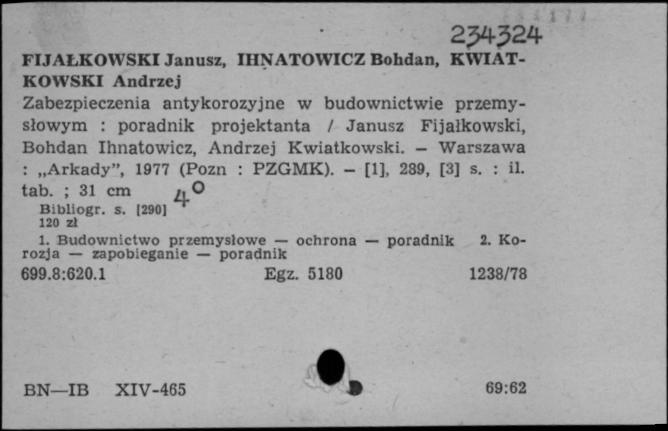 234324
FIJAŁKOWSKI Janusz, IHNATOWICZ Bohdan, KWIAT-
KOWSKI Andrzej
Zabezpieczenia antykorozyjne w budownictwie przemy-
słowym : poradnik projektanta / Janusz Fijałkowski,
Bohdan Ihnatowicz, Andrzej Kwiatkowski. — Warszawa
: „Arkady”, 1977 (Pozn : PZGMK). — [1], 289, [3] s. : il.
tab. ; 31 cm 4°
Bibliogr. s. [290]
120 zł
1. Budownictwo przemysłowe — ochrona — poradnik 2. Ko-
rozja — zapobieganie — poradnik
699.8:620.1 Egz. 5180 1238/78
BN—IB XIV-465 69:62